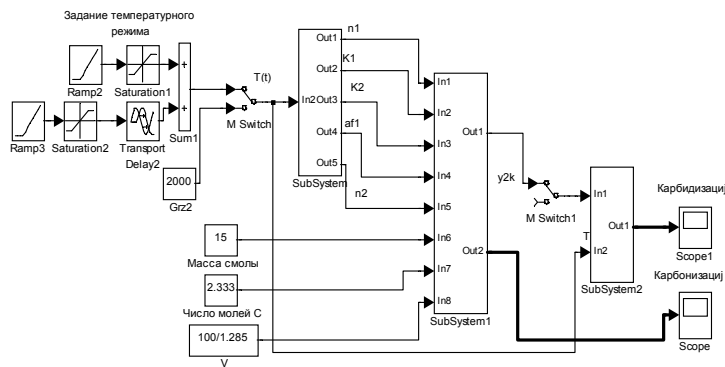 Задание температурного
режима
Ramp2
Saturation1
Ramp3
Saturation2
Transport
Delay2
Sum1
T(t)
M Switch
2000
Grz2
In2
Out1
Out2
Out3
Out4
Out5
SubSystem
n1
K1
K2
af1
n2
15
Масса смолы
2.333
Число молей С
100/1.285
V
In1
In2
In3
In4
In5
In6
In7
In8
Out1
Out2
SubSystem1
y2k
M Switch1
T
In1
In2
Out1
SubSystem2
Карбидизациј
Scope1
Карбонизациј
Scope